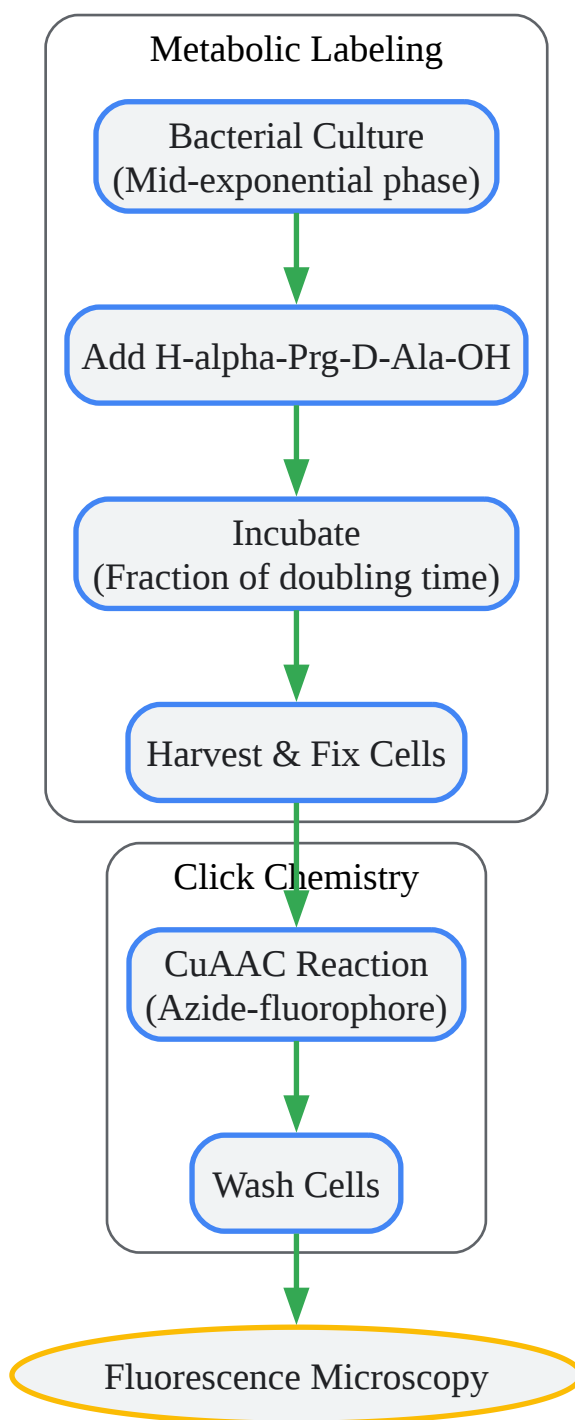 Metabolic Labeling
Bacterial Culture
(Mid-exponential phase)
Add H-alpha-Prg-D-Ala-OH
Incubate
(Fraction of doubling time)
Harvest & Fix Cells
Click Chemistry
CuAAC Reaction
(Azide-fluorophore)
Wash Cells
Fluorescence Microscopy